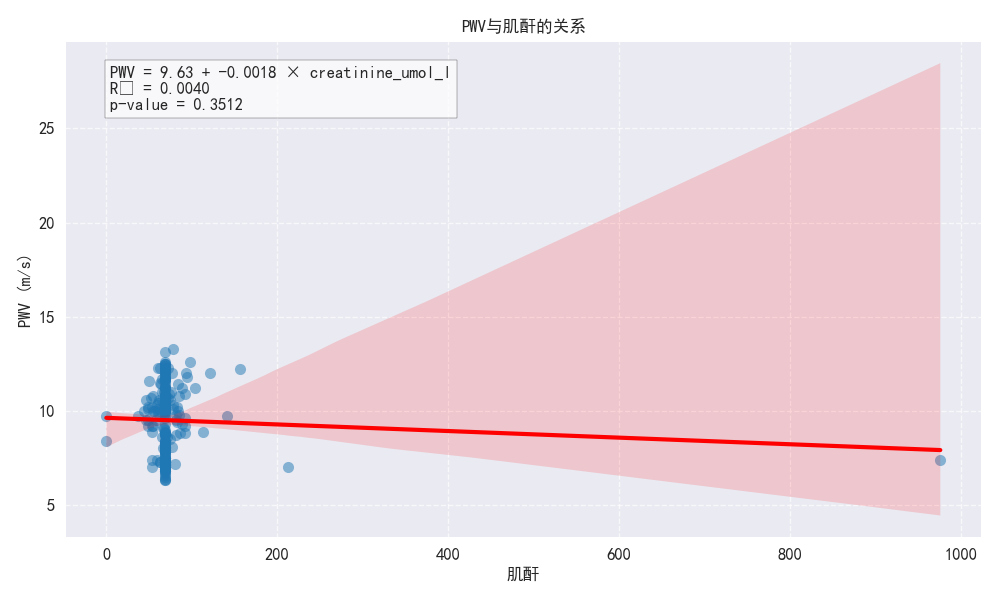 PWV与肌酐的关系
PWV = 9.63 + -0.0018 × creatinine_umol_l
R□ = 0.0040
p-value = 0.3512
25
20
15
10
5
PWV (m/s)
0 200 400 600 800 1000
肌酐